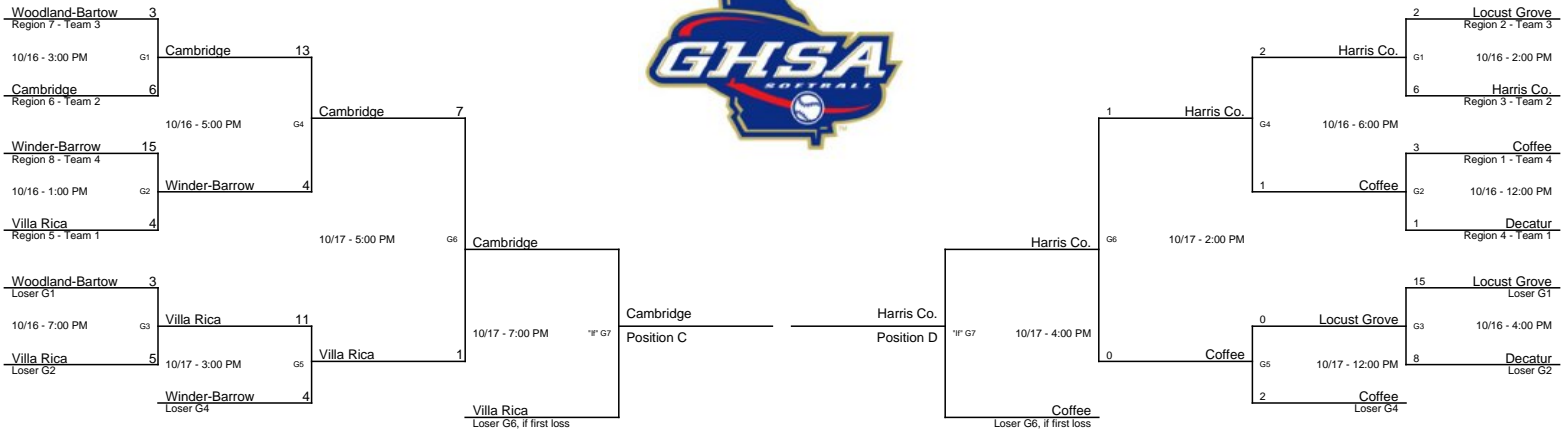 Woodland-Bartow 3
Region 7 - Team 3
10/16 - 3:00 PM G1
Cambridge 6
Region 6 - Team 2
Cambridge 13
10/16 - 5:00 PM G4
Winder-Barrow 15
Region 8 - Team 4
10/16 - 1:00 PM G2
Villa Rica 4
Region 5 - Team 1
Winder-Barrow 4
Cambridge 7
10/17 - 5:00 PM G6
Woodland-Bartow 3
Loser G1
10/16 - 7:00 PM G3
Villa Rica 5
Loser G2
Villa Rica 11
10/17 - 3:00 PM G5
Winder-Barrow 4
Loser G4
Villa Rica 1
Cambridge
10/17 - 7:00 PM "If" G7
Villa Rica
Loser G6, if first loss
Cambridge
Position C
GHSA
SOFTBALL
TM
Harris Co.
Position D
Harris Co.
"If" G7 10/17 - 4:00 PM
Coffee
Loser G6, if first loss
1 Harris Co.
G6 10/17 - 2:00 PM
0 Coffee
2 Harris Co.
G4 10/16 - 6:00 PM
1 Coffee
2 Locust Grove
Region 2 - Team 3
G1 10/16 - 2:00 PM
6 Harris Co.
Region 3 - Team 2
3 Coffee
Region 1 - Team 4
G2 10/16 - 12:00 PM
1 Decatur
Region 4 - Team 1
0 Locust Grove
G5 10/17 - 12:00 PM
2 Coffee
Loser G4
15 Locust Grove
Loser G1
G3 10/16 - 4:00 PM
8 Decatur
Loser G2